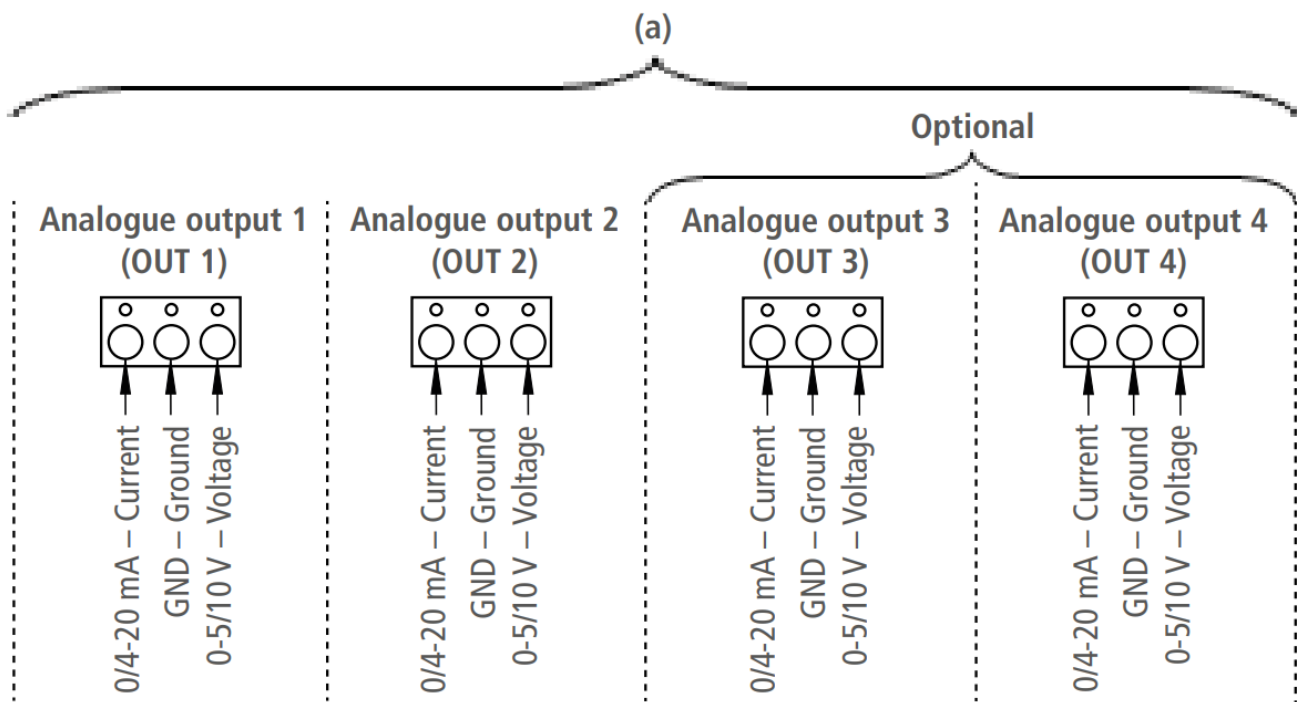 (a)
Optional
Analogue output 1
(OUT 1)
Analogue output 2
(OUT 2)
Analogue output 3
(OUT 3)
Analogue output 4
(OUT 4)
0/4-20 mA – Current
GND – Ground
0-5/10 V – Voltage
0/4-20 mA – Current
GND – Ground
0-5/10 V – Voltage
0/4-20 mA – Current
GND – Ground
0-5/10 V – Voltage
0/4-20 mA – Current
GND – Ground
0-5/10 V – Voltage